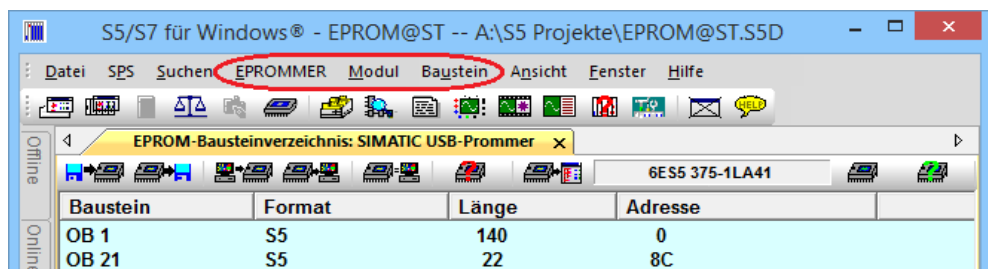 S5/S7 für Windows® - EPROM@ST -- A:\S5 Projekte\EPROM@ST.S5D
Datei SPS Suchen EPROMMER Modul Baustein Ansicht Fenster Hilfe
HELP
Offline
EPROM-Bausteinverzeichnis: SIMATIC USB-Prommer x
6ES5 375-1LA41
Baustein Format Länge Adresse
Online
OB 1 S5 140 0
OB 21 S5 22 8C